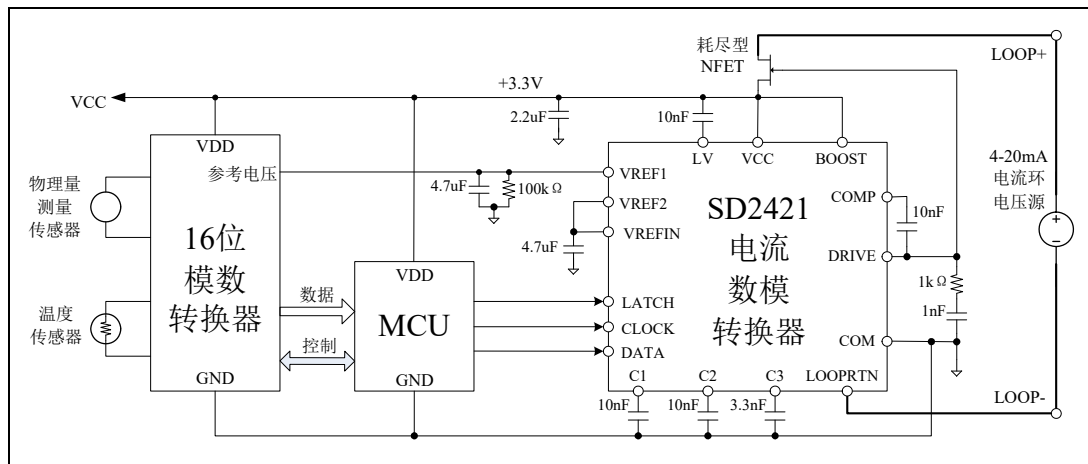 耗尽型
NFET
LOOP+
+3.3V
VCC
2.2uF
10nF
VDD
LV
VCC
BOOST
4-20mA
电流环
电压源
参考电压
VREF1
物理量
测量
传感器
4.7uF
100kΩ
COMP
VREF2
10nF
SD2421
电流
数模
转换器
16位
模数
转换器
VREFIN
4.7uF
DRIVE
VDD
1kΩ
数据
LATCH
温度
传感器
MCU
CLOCK
1nF
控制
DATA
COM
GND
GND
C1
C2
C3
LOOPRTN
LOOP-
10nF
10nF
3.3nF